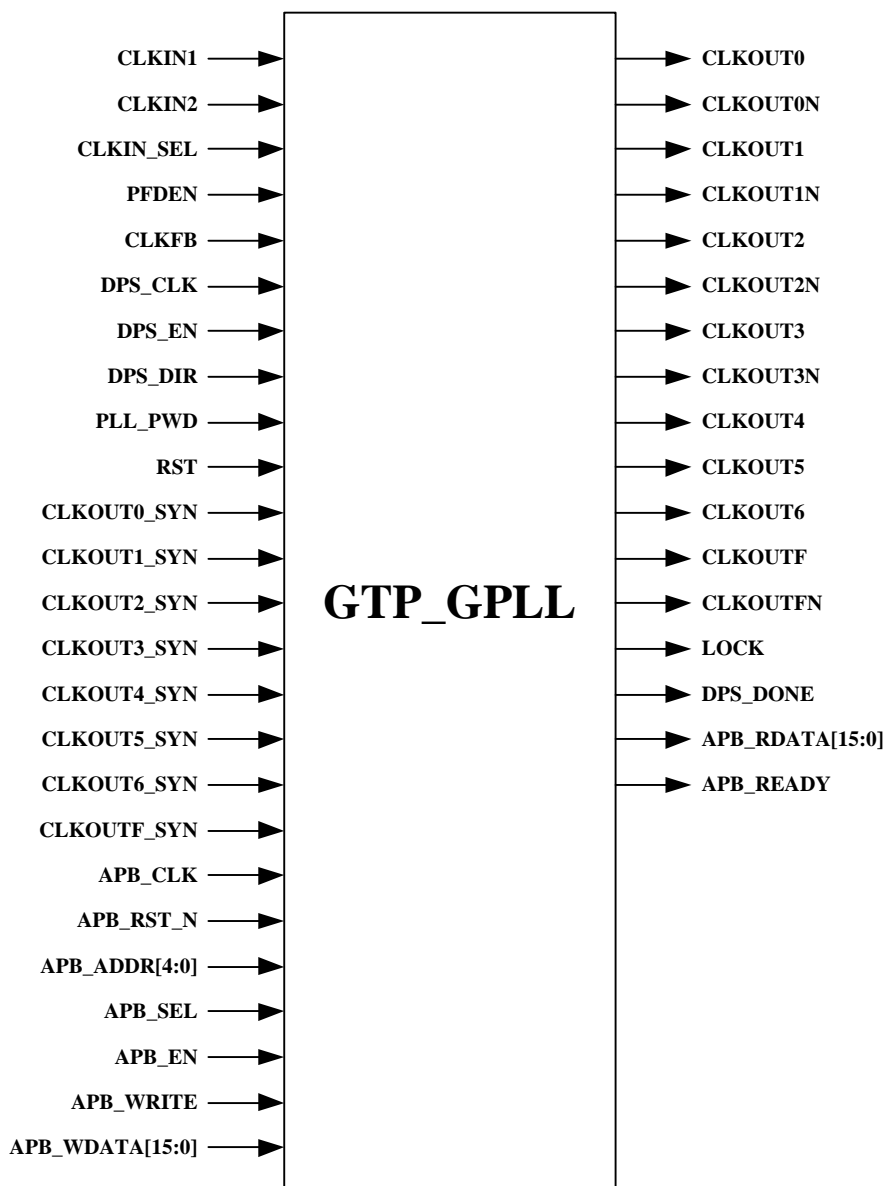 CLKIN1
CLKIN2
CLKIN_SEL
PFDEN
CLKFB
DPS_CLK
DPS_EN
DPS_DIR
PLL_PWD
RST
CLKOUT0_SYN
CLKOUT1_SYN
CLKOUT2_SYN
CLKOUT3_SYN
CLKOUT4_SYN
CLKOUT5_SYN
CLKOUT6_SYN
CLKOUTF_SYN
APB_CLK
APB_RST_N
APB_ADDR[4:0]
APB_SEL
APB_EN
APB_WRITE
APB_WDATA[15:0]
GTP_GPLL
CLKOUT0
CLKOUT0N
CLKOUT1
CLKOUT1N
CLKOUT2
CLKOUT2N
CLKOUT3
CLKOUT3N
CLKOUT4
CLKOUT5
CLKOUT6
CLKOUTF
CLKOUTFN
LOCK
DPS_DONE
APB_RDATA[15:0]
APB_READY